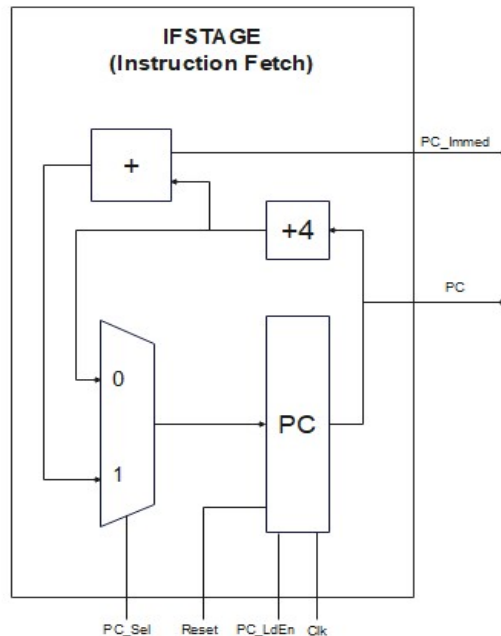 IFSTAGE
(Instruction Fetch)
PC_Immed
+
+4
PC
0
PC
1
PC_Sel
Reset
PC_LdEn
Clk